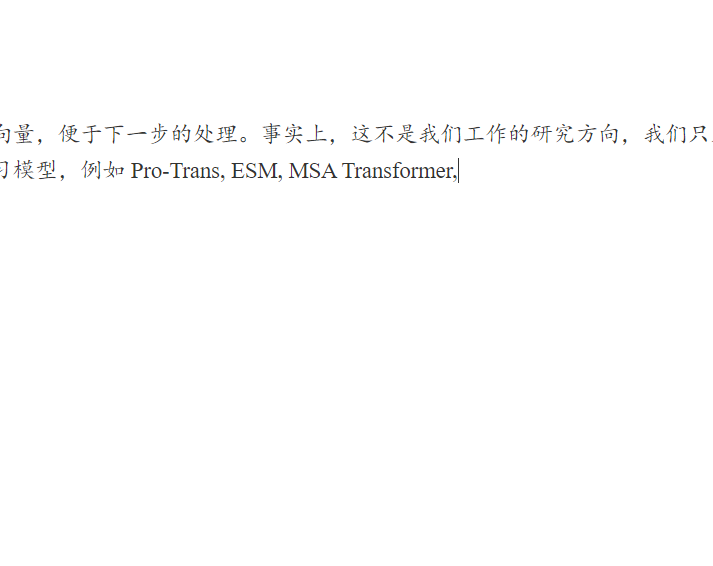 向量，便于下一步的处理。事实上，这不是我们工作的研究方向，我们只
习模型，例如 Pro-Trans, ESM, MSA Transformer,